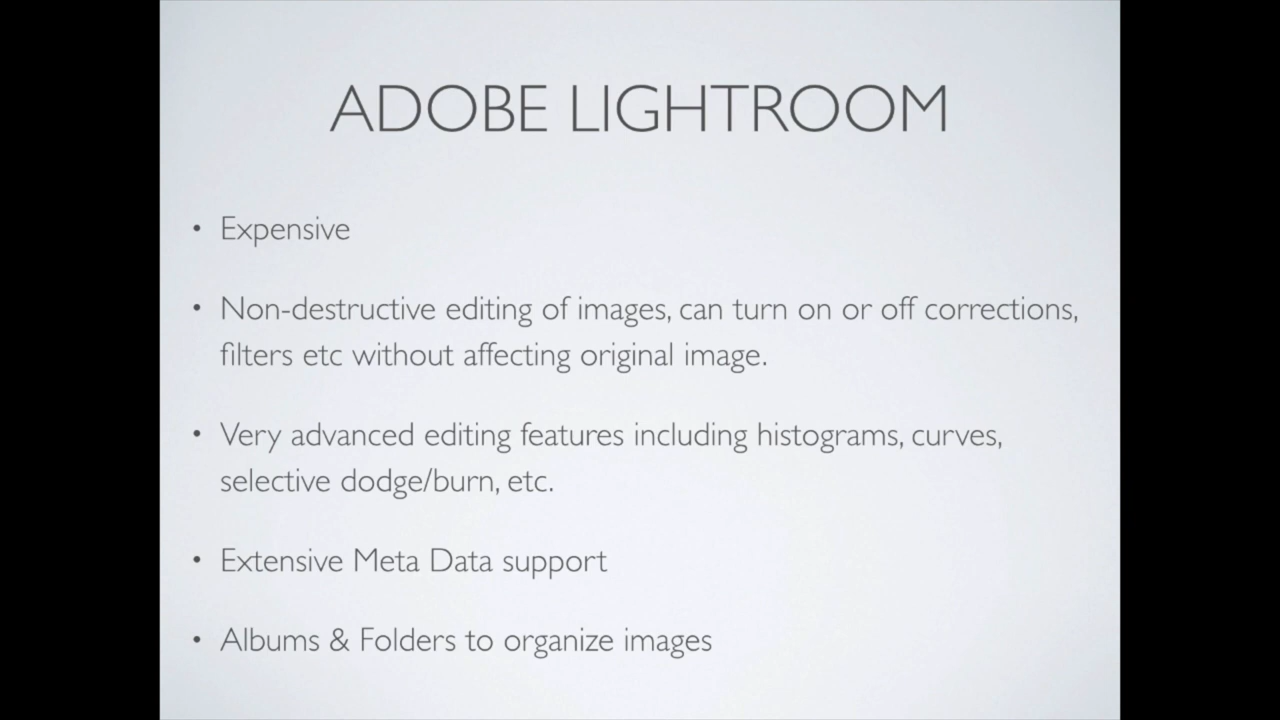 ADOBE LIGHTROOM
• Expensive
• Non-destructive editing of images, can turn on or off corrections,
filters etc without affecting original image.
• Very advanced editing features including histograms, curves,
selective dodge/burn, etc.
• Extensive Meta Data support
• Albums & Folders to organize images